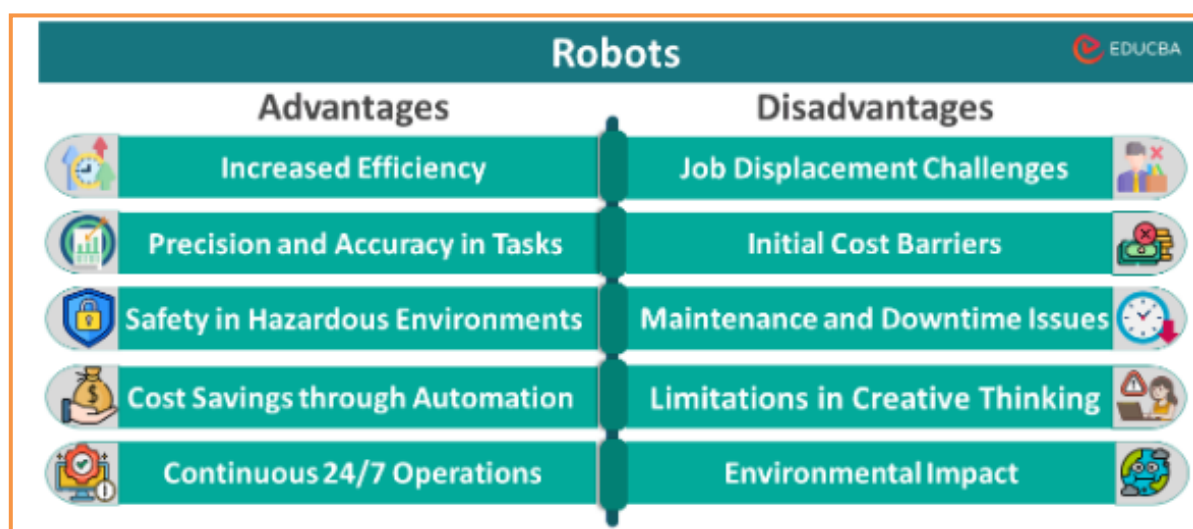 Robots
EDUCBA
Advantages
Disadvantages
Increased Efficiency
Job Displacement Challenges
Precision and Accuracy in Tasks
Initial Cost Barriers
Safety in Hazardous Environments
Maintenance and Downtime Issues
Cost Savings through Automation
Limitations in Creative Thinking
Continuous 24/7 Operations
Environmental Impact